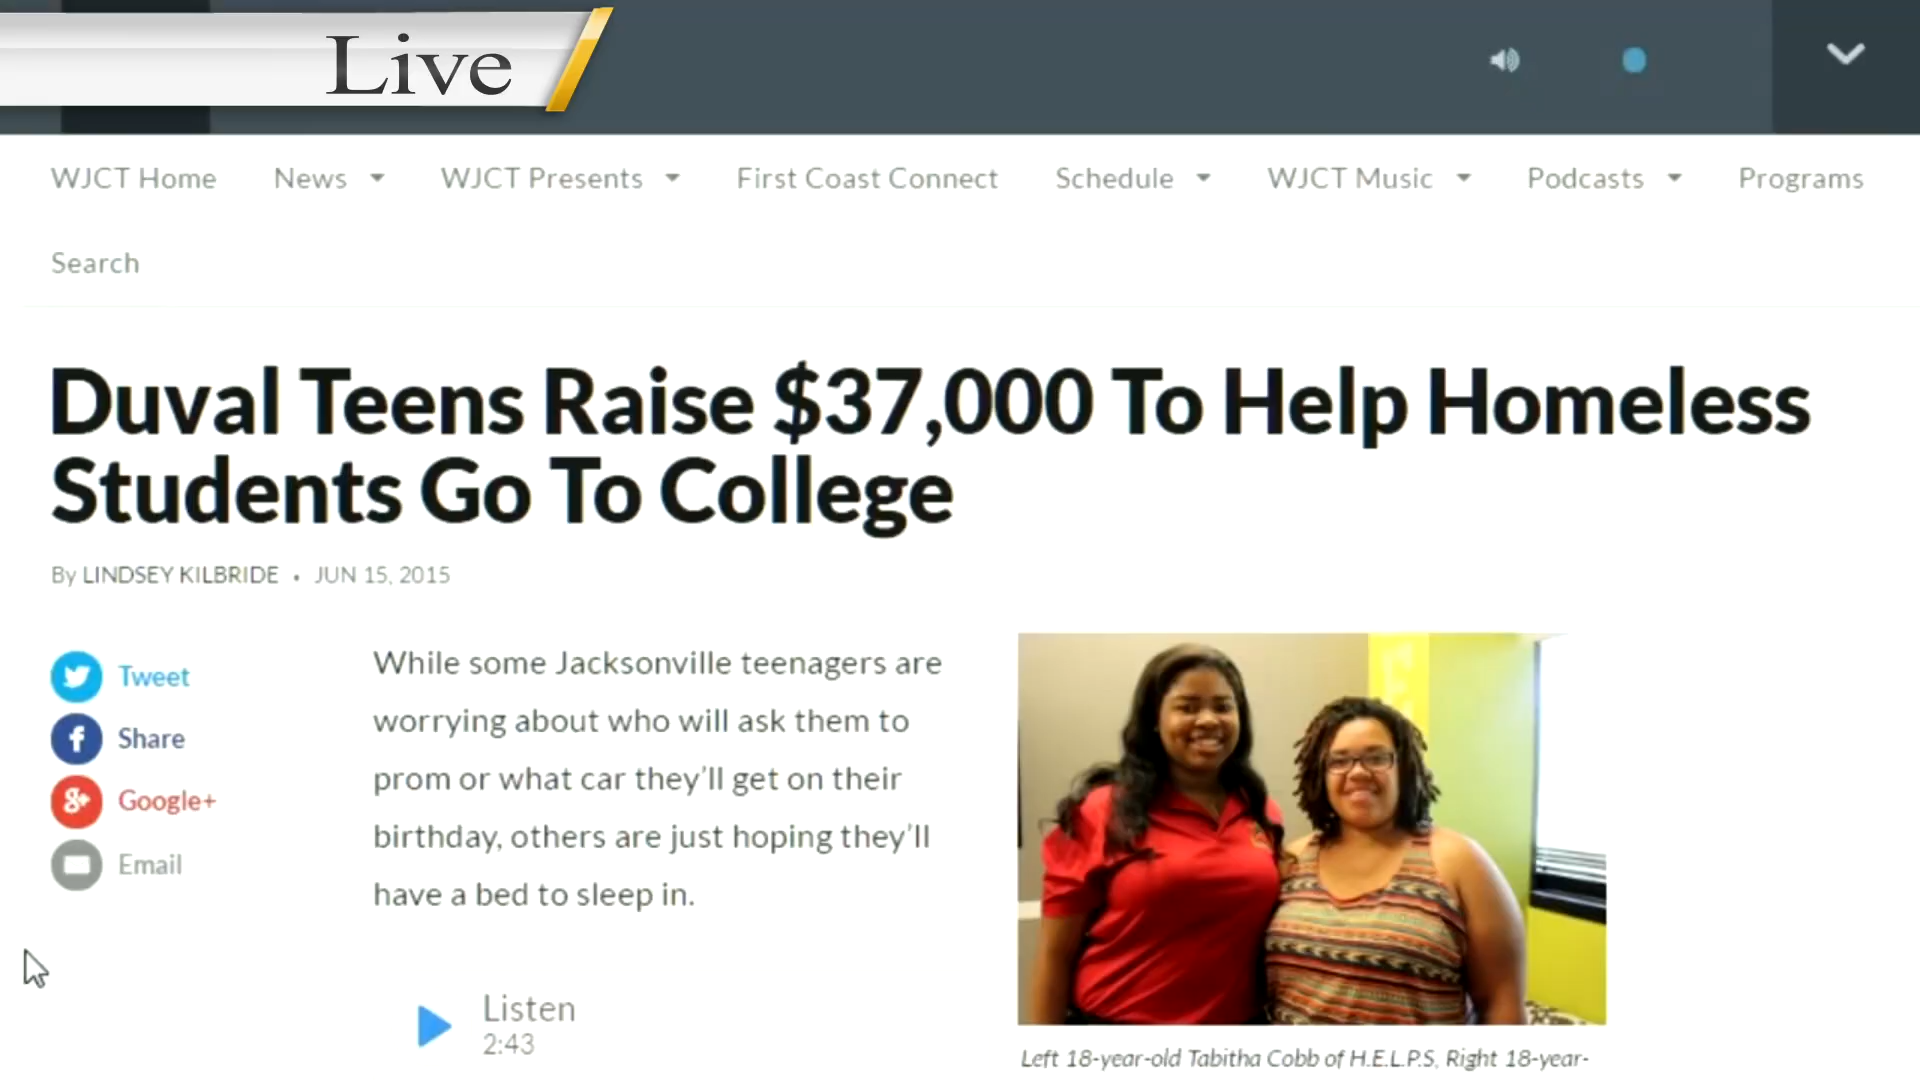 Live
WJCT Home News WJCT Presents First Coast Connect Schedule WJCT Music Podcasts Programs
Search
Duval Teens Raise $37,000 To Help Homeless
Students Go To College
By LINDSEY KILBRIDE • JUN 15, 2015
Tweet
Share
Google+
Email
While some Jacksonville teenagers are
worrying about who will ask them to
prom or what car they'll get on their
birthday, others are just hoping they'll
have a bed to sleep in.
Listen
2:43
Left 18-year-old Tabitha Cobb of H.E.L.P.S, Right 18-year-